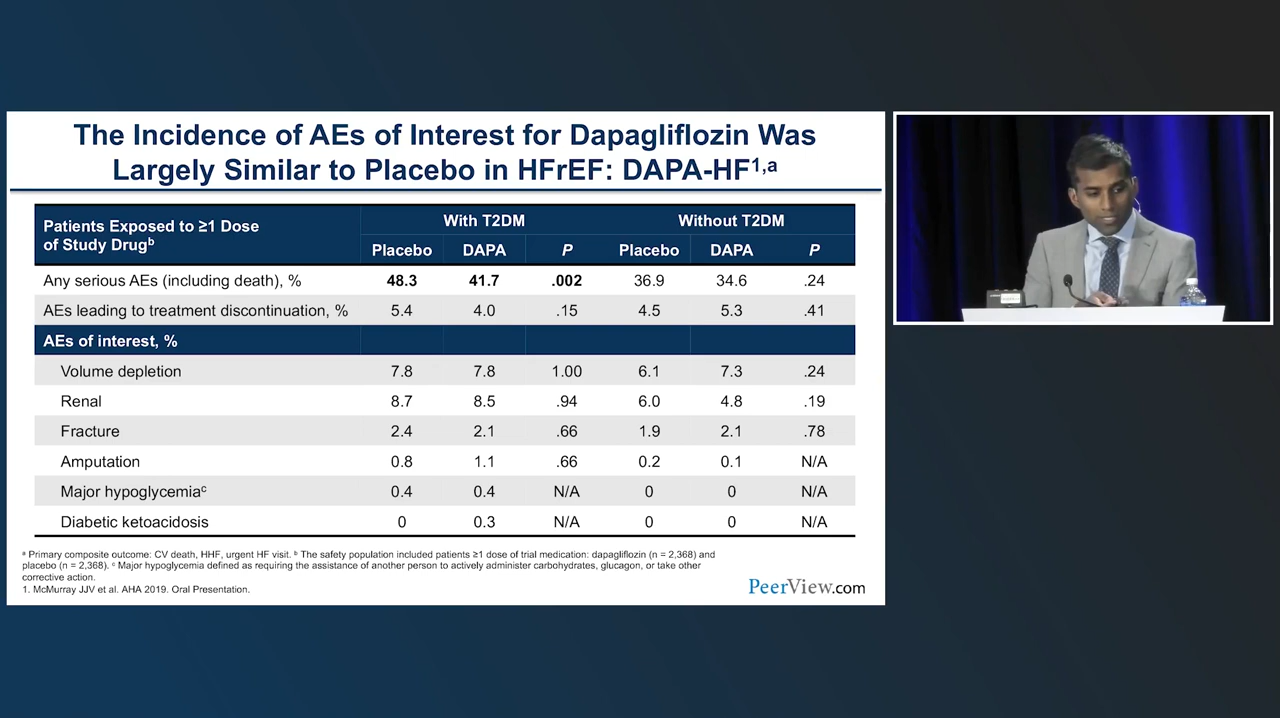 The Incidence of AEs of Interest for Dapagliflozin Was
Largely Similar to Placebo in HFrEF: DAPA-HF1,a
Patients Exposed to ≥1 Dose
of Study Drugb
With T2DM Without T2DM
Placebo DAPA P Placebo DAPA P
Any serious AEs (including death), % 48.3 41.7 .002 36.9 34.6 .24
AEs leading to treatment discontinuation, % 5.4 4.0 .15 4.5 5.3 .41
AEs of interest, %
Volume depletion 7.8 7.8 1.00 6.1 7.3 .24
Renal 8.7 8.5 .94 6.0 4.8 .19
Fracture 2.4 2.1 .66 1.9 2.1 .78
Amputation 0.8 1.1 .66 0.2 0.1 N/A
Major hypoglycemiac 0.4 0.4 N/A 0 0 N/A
Diabetic ketoacidosis 0 0.3 N/A 0 0 N/A
a Primary composite outcome: CV death, HHF, urgent HF visit. b The safety population included patients ≥1 dose of trial medication: dapagliflozin (n = 2,368) and
placebo (n = 2,368). c Major hypoglycemia defined as requiring the assistance of another person to actively administer carbohydrates, glucagon, or take other
corrective action.
1. McMurray JJV et al. AHA 2019. Oral Presentation.
PeerView.com